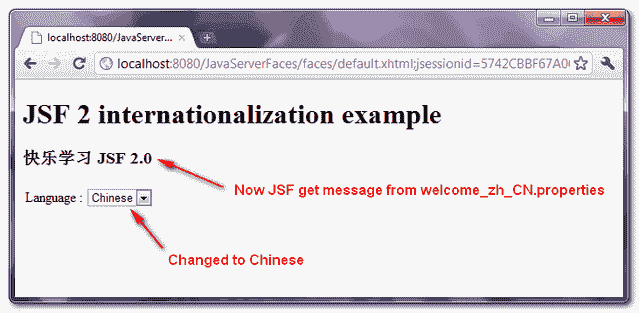 localhost:8080/JavaServer...
localhost:8080/JavaServerFaces/faces/default.xhtml;jsessionid=5742CBBF67A0
JSF 2 internationalization example
快乐学习 JSF 2.0
Now JSF get message from welcome_zh_CN.properties
Language : Chinese
Changed to Chinese